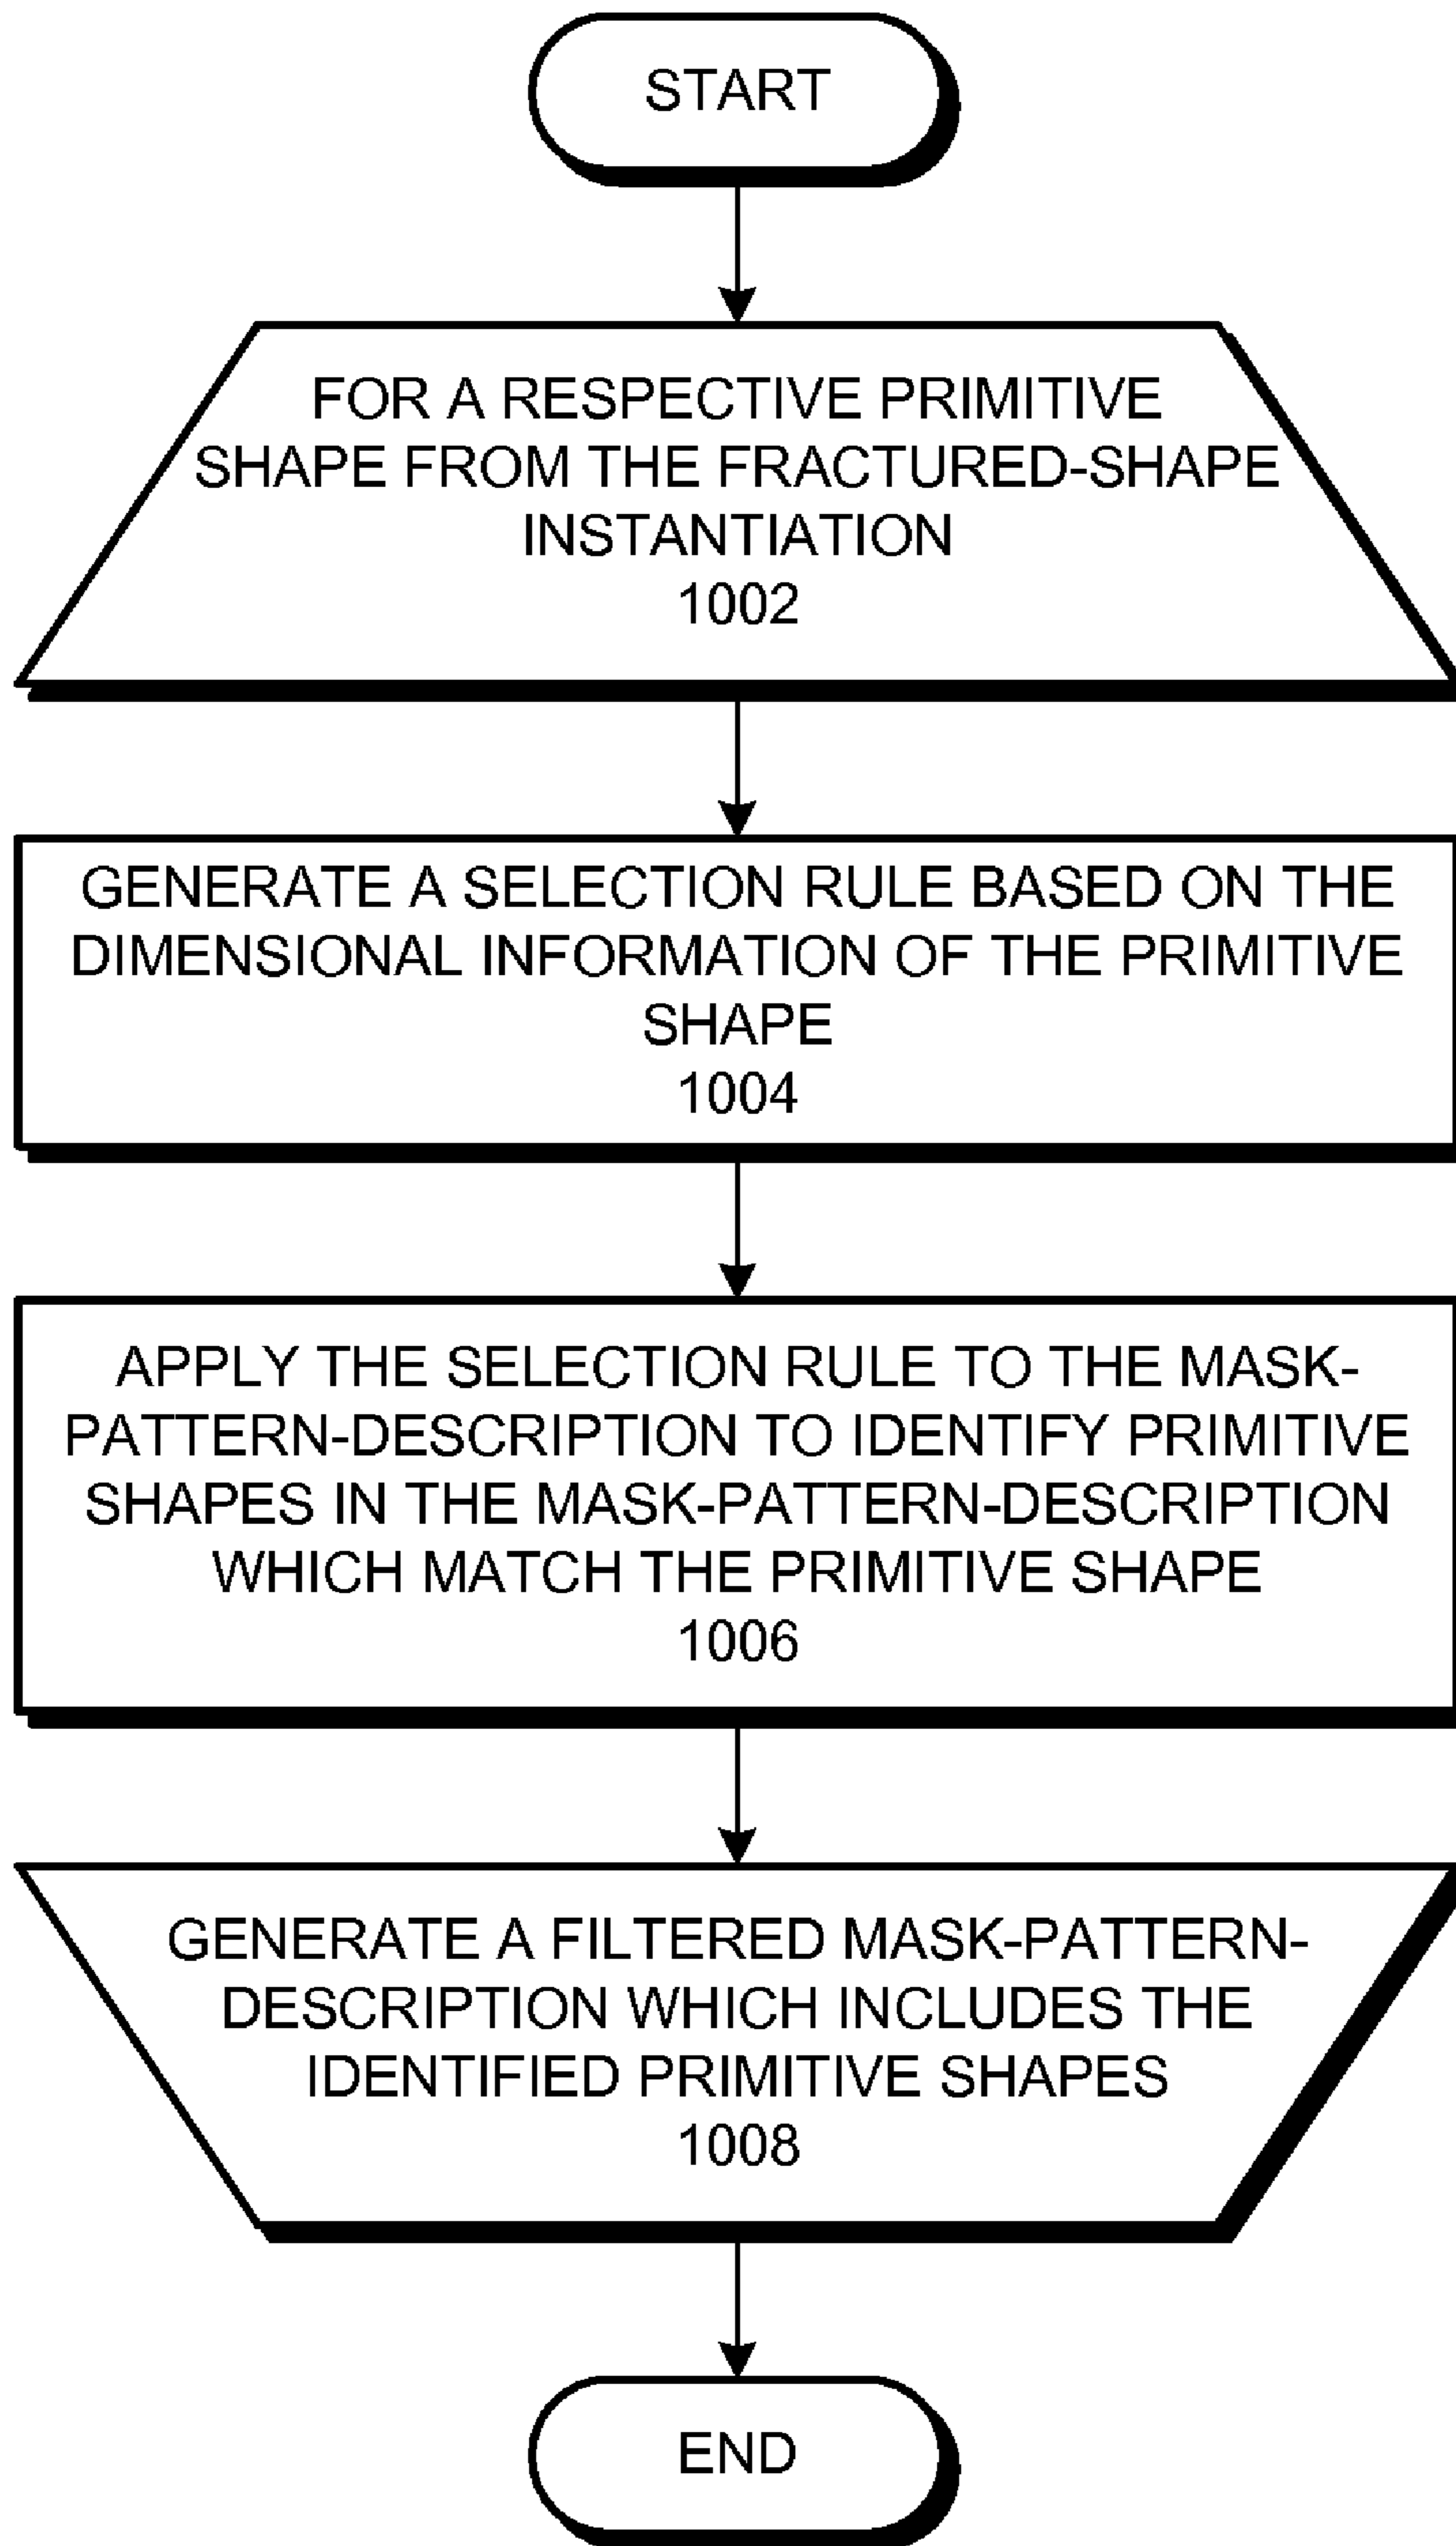 START
FOR A RESPECTIVE PRIMITIVE
SHAPE FROM THE FRACTURED-SHAPE
INSTANTIATION
1002
GENERATE A SELECTION RULE BASED ON THE
DIMENSIONAL INFORMATION OF THE PRIMITIVE
SHAPE
1004
APPLY THE SELECTION RULE TO THE MASK-
PATTERN-DESCRIPTION TO IDENTIFY PRIMITIVE
SHAPES IN THE MASK-PATTERN-DESCRIPTION
WHICH MATCH THE PRIMITIVE SHAPE
1006
GENERATE A FILTERED MASK-PATTERN-
DESCRIPTION WHICH INCLUDES THE
IDENTIFIED PRIMITIVE SHAPES
1008
END